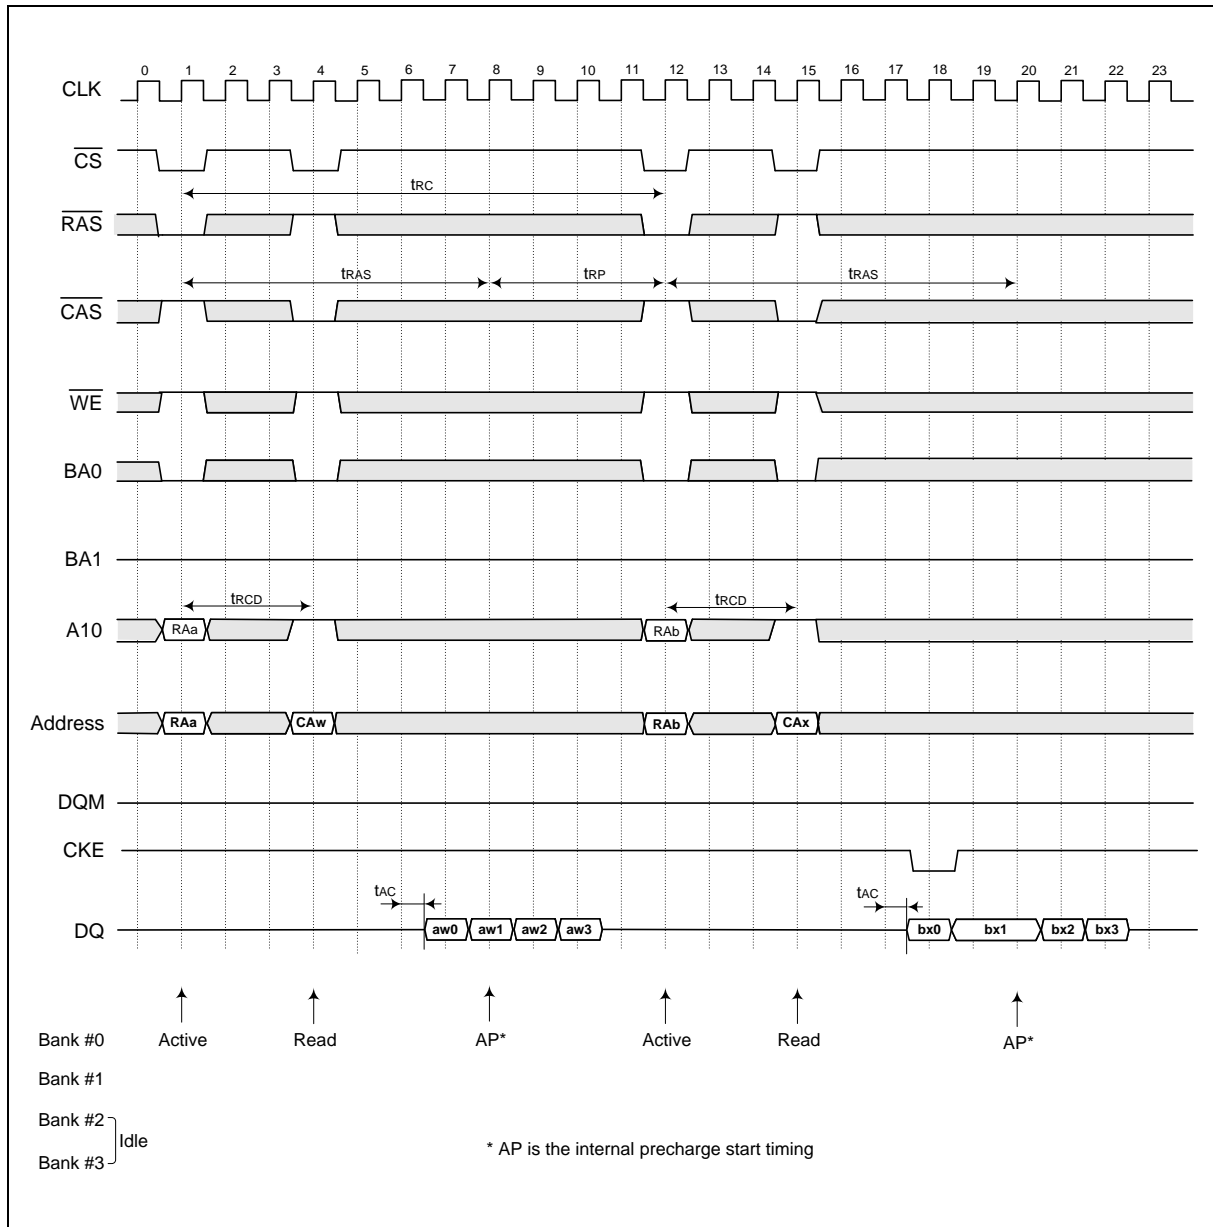 0 1 2 3 4 5 6 7 8 9 10 11 12 13 14 15 16 17 18 19 20 21 22 23
CLK
CS
tRC
RAS
tRAS tRP tRAS
CAS
WE
BA0
BA1
tRCD tRCD
A10 RAa RAb
Address RAa CAw RAb CAx
DQM
CKE
tAC tAC
DQ aw0 aw1 aw2 aw3 bx0 bx1 bx2 bx3
Bank #0 Active Read AP* Active Read AP*
Bank #1
Bank #2
Idle
Bank #3
* AP is the internal precharge start timing